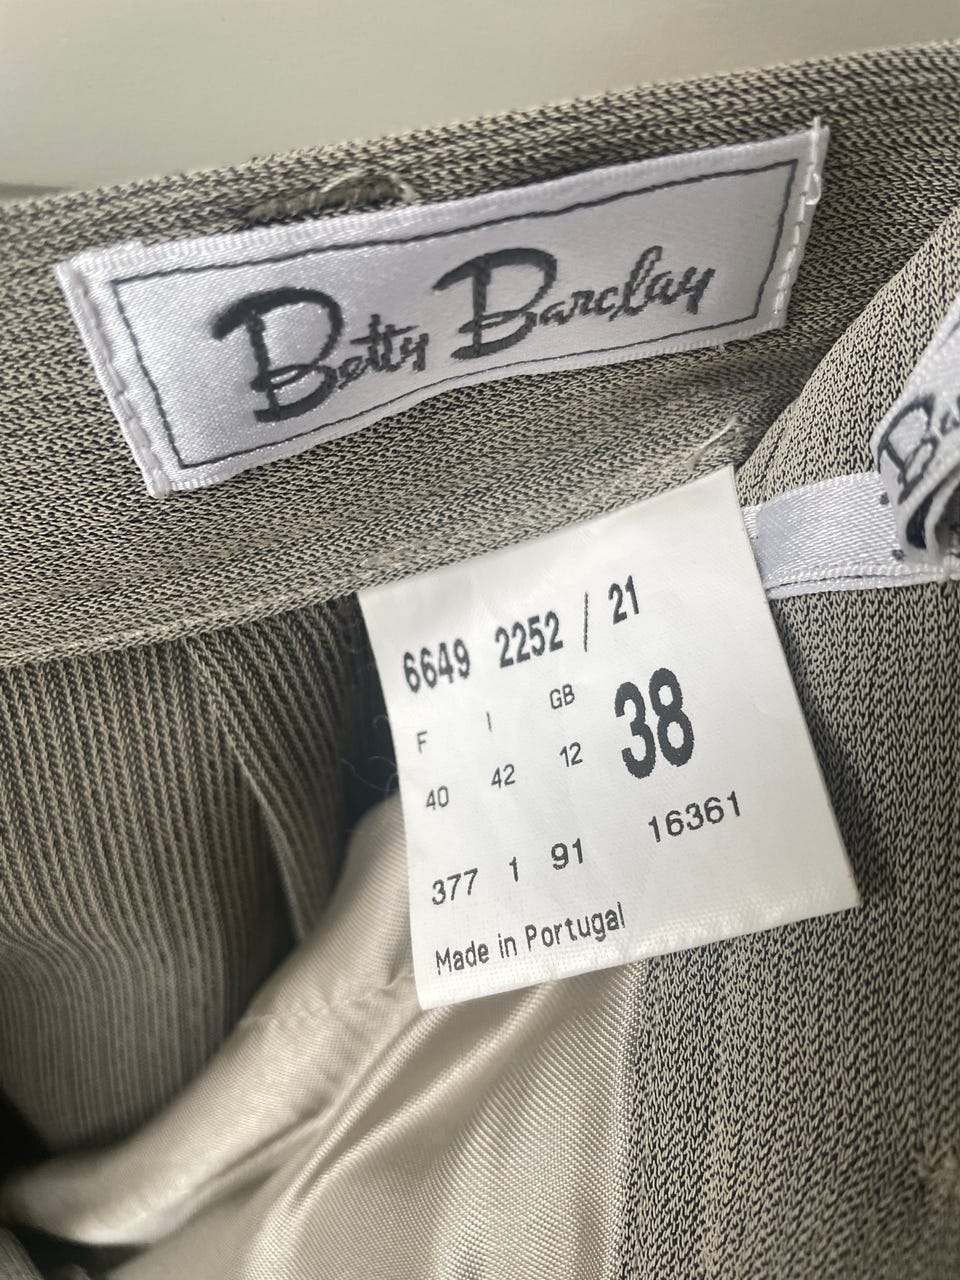 Betty Barclay
6649 2252 / 21
F I GB 38
40 42 12
377 1 91 16361
Made in Portugal